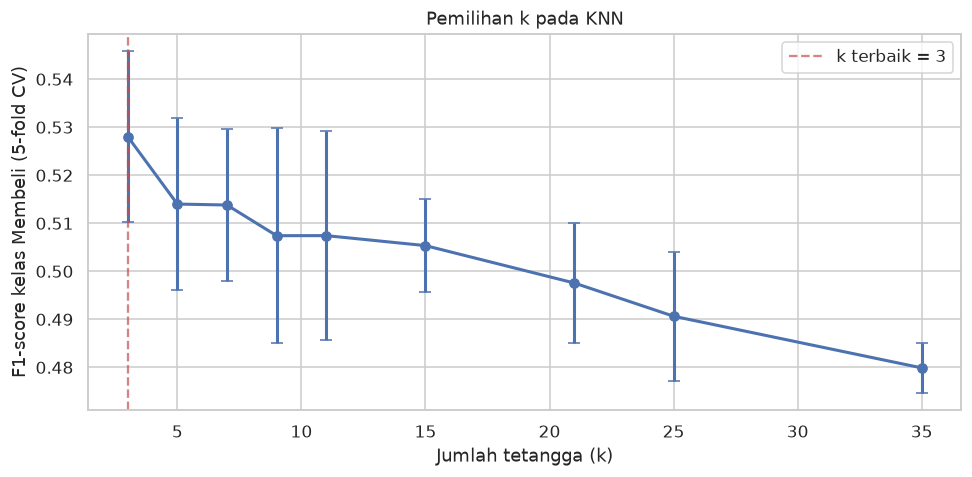 Pemilihan k pada KNN
k terbaik = 3
F1-score kelas Membeli (5-fold CV)
0.54
0.53
0.52
0.51
0.50
0.49
0.48
5 10 15 20 25 30 35
Jumlah tetangga (k)